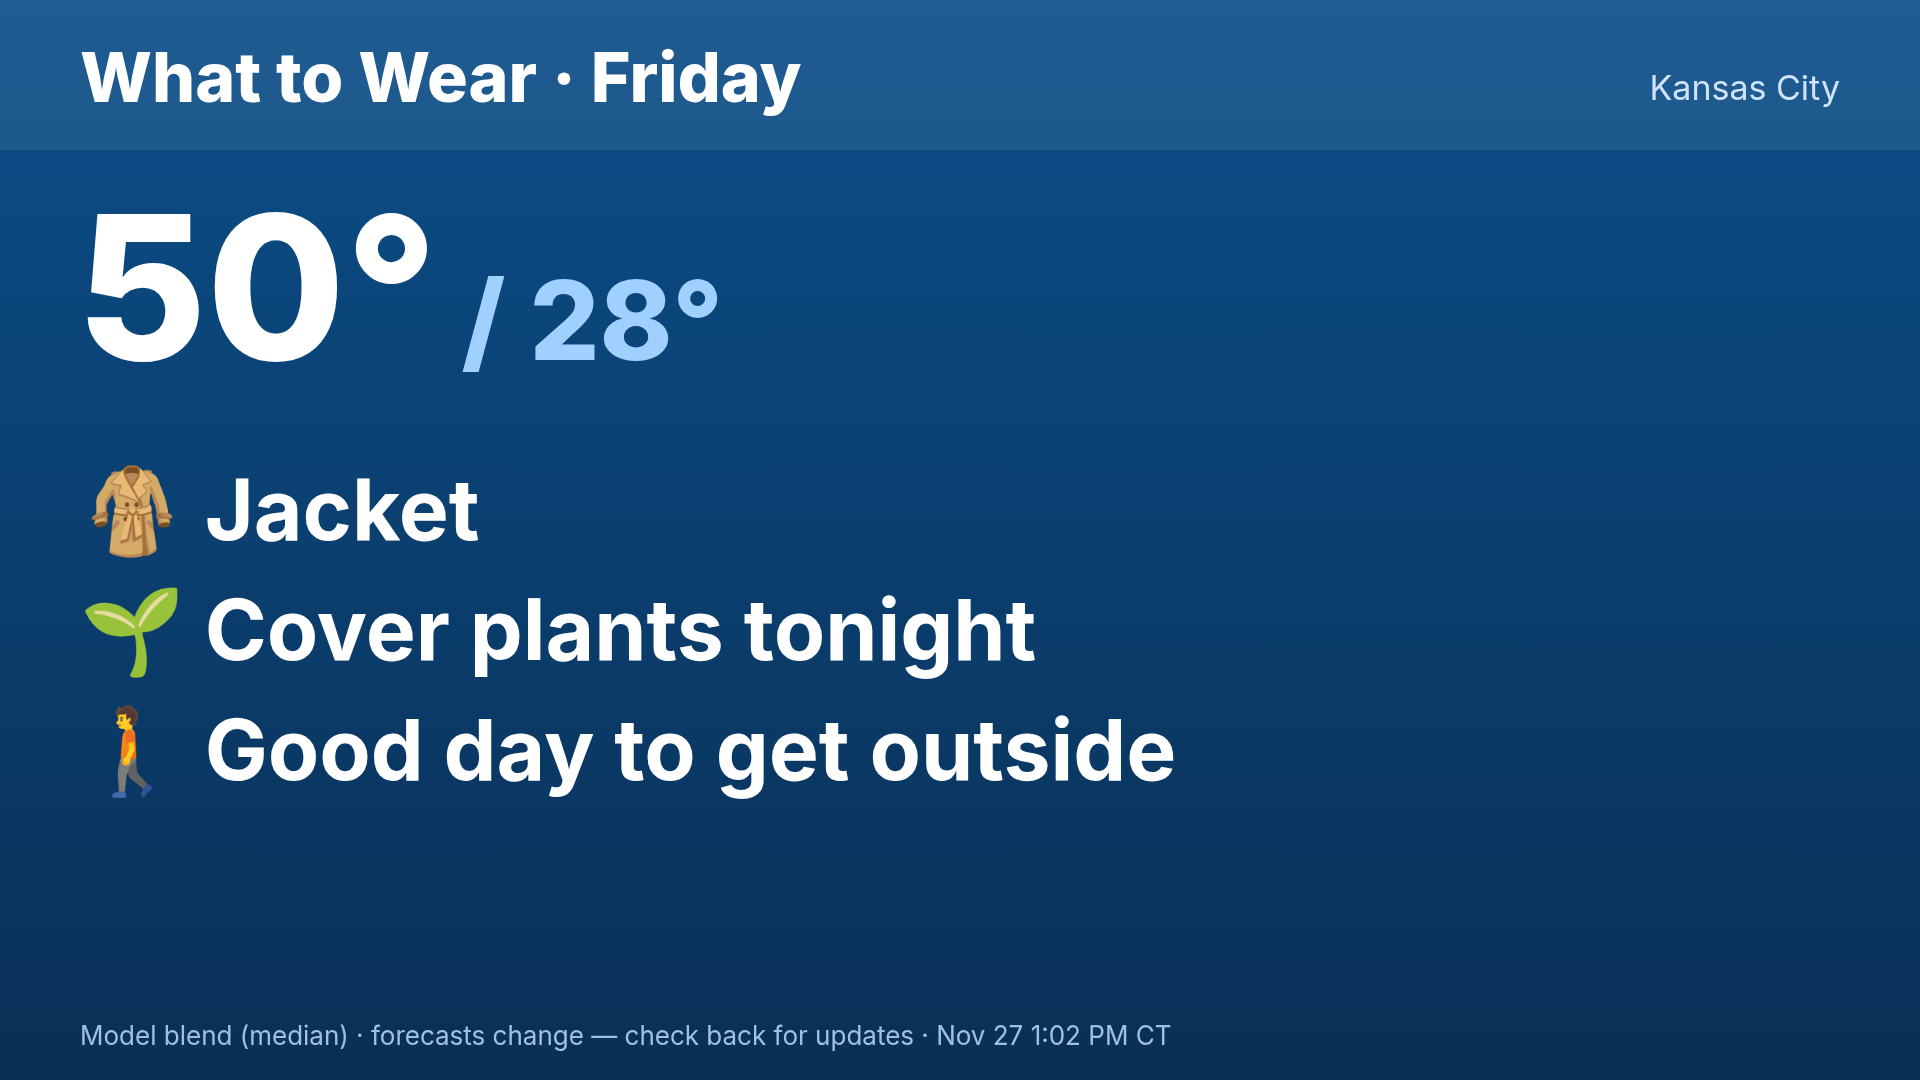 What to Wear · Friday
Kansas City
50° / 28°
Jacket
Cover plants tonight
Good day to get outside
Model blend (median) · forecasts change — check back for updates · Nov 27 1:02 PM CT